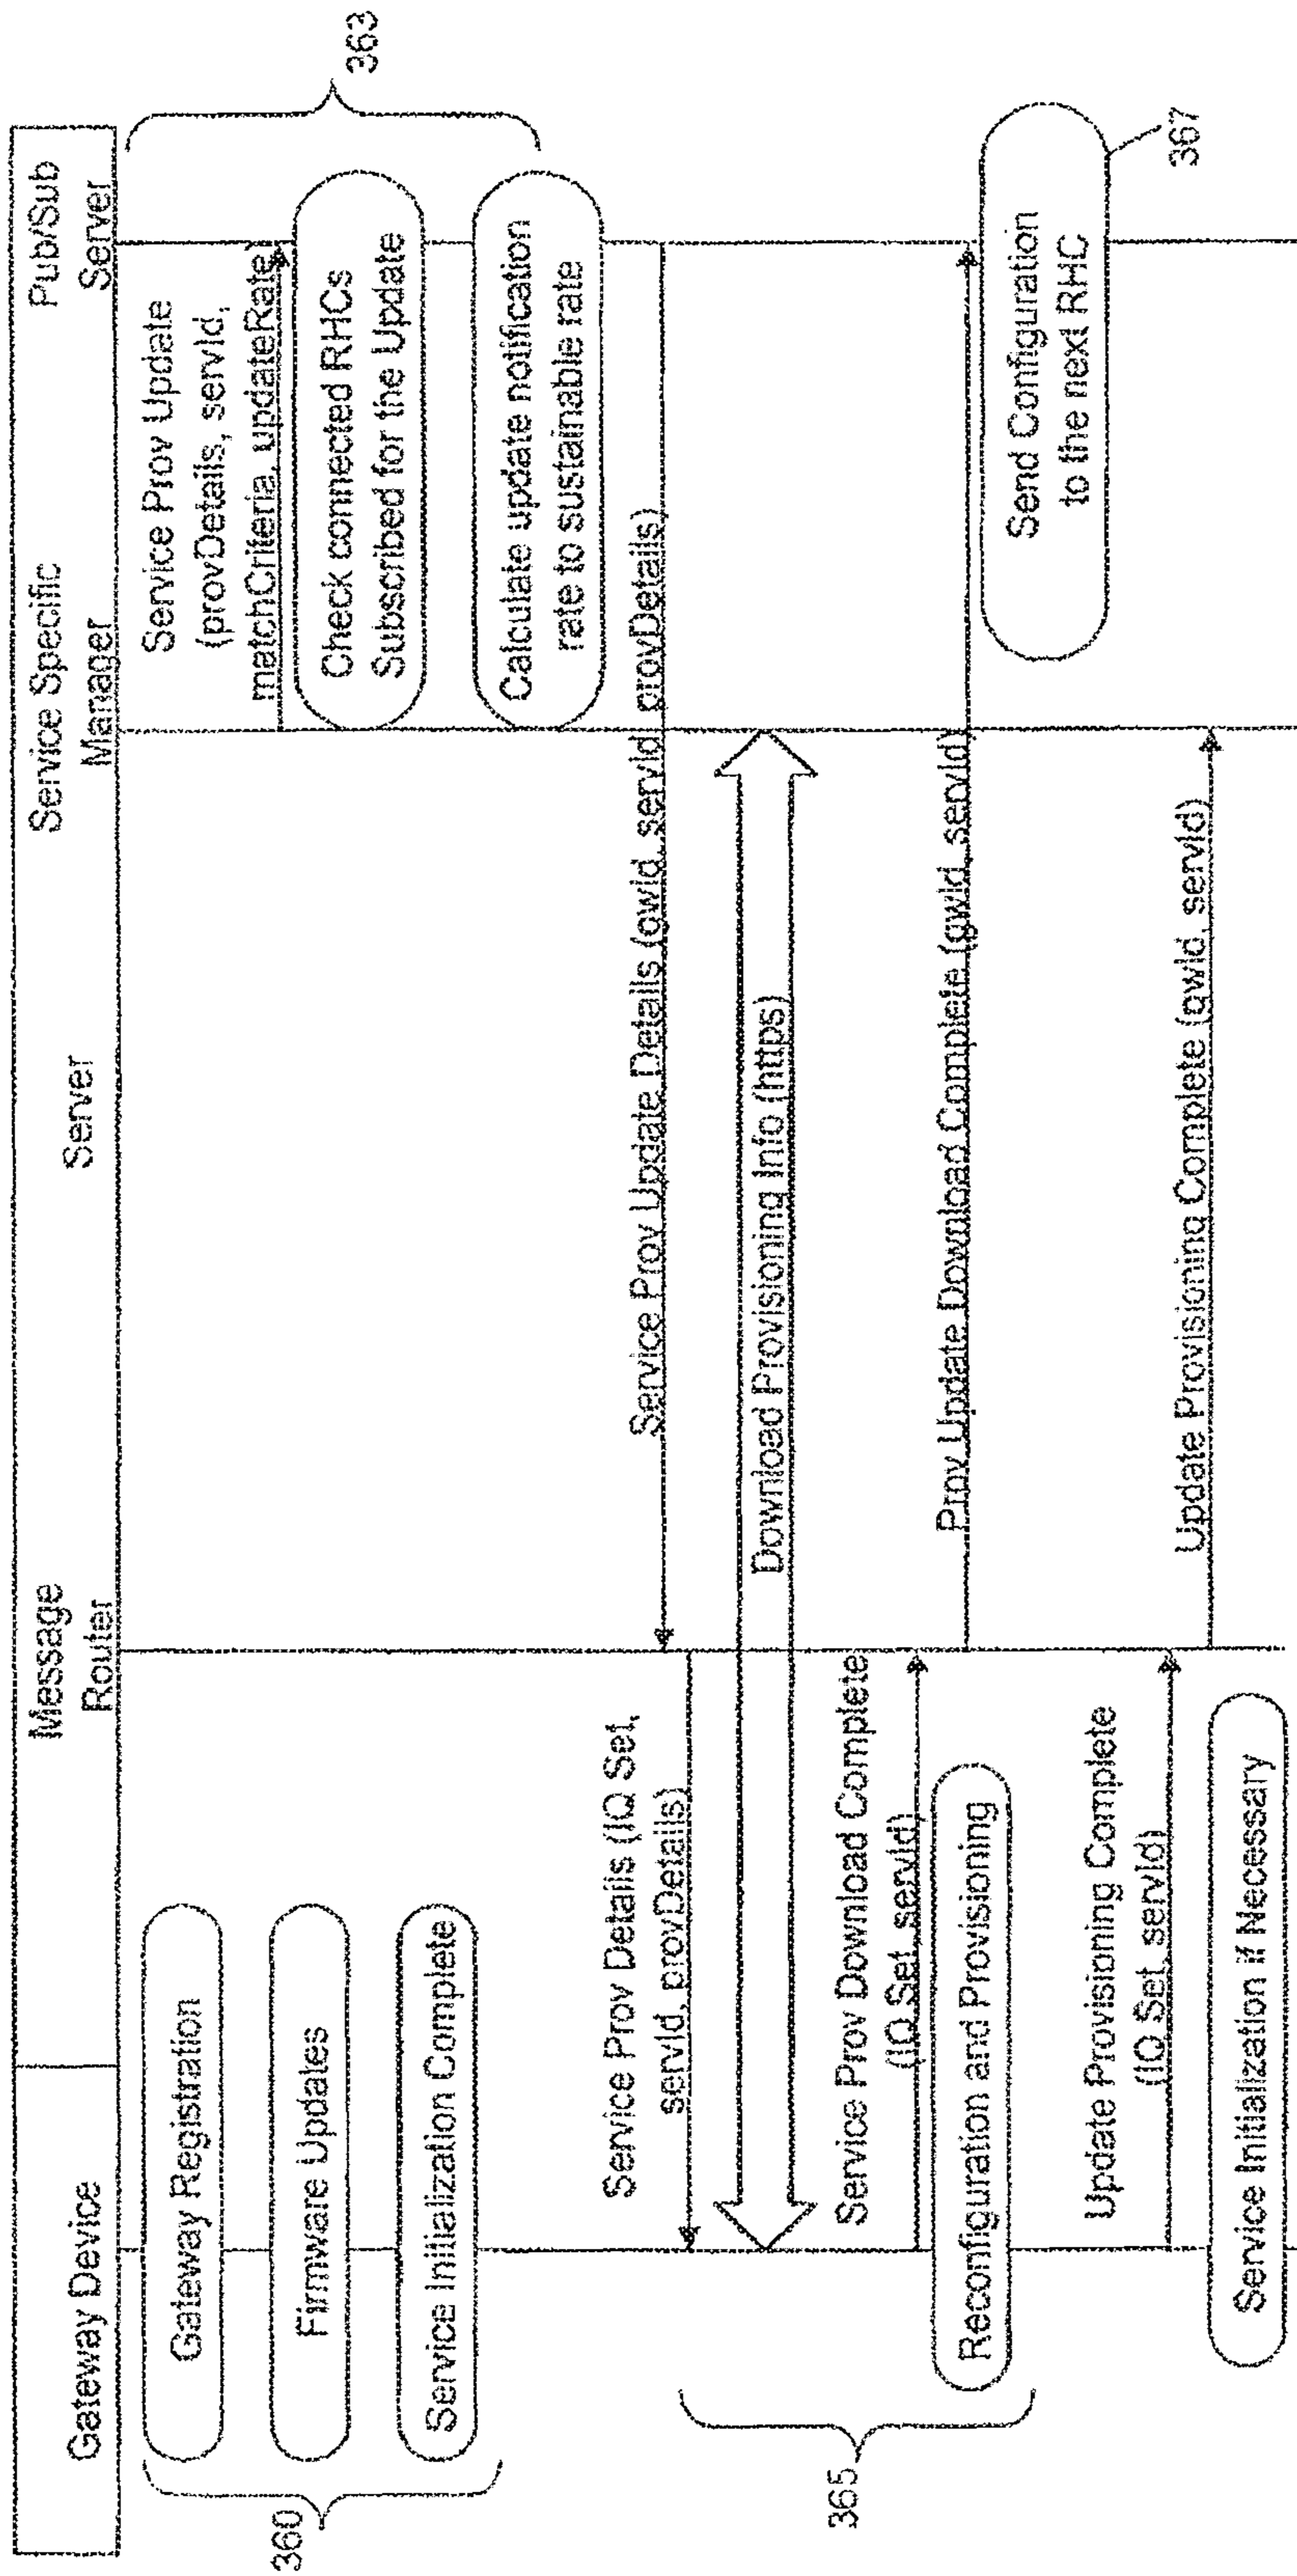 Gateway Device
Message
Router
Server
Service Specific
Manager
Pub/Sub
Server
360
Gateway Registration
Firmware Updates
Service Initialization Complete
363
Service Prov Update
(provDetails, servId,
matchCriteria, updateRate)
Check connected RHCs
Subscribed for the Update
Calculate update notification
rate to sustainable rate
Service Prov Update Details (gwId, servId, provDetails)
Service Prov Details (IQ Set,
servId, provDetails)
Download Provisioning Info (https)
365
Service Prov Download Complete
(IQ Set, servId)
Reconfiguration and Provisioning
Prov Update Download Complete (gwId, servId)
Send Configuration
to the next RHC
367
Update Provisioning Complete
(IQ Set, servId)
Update Provisioning Complete (gwId, servId)
Service Initialization if Necessary